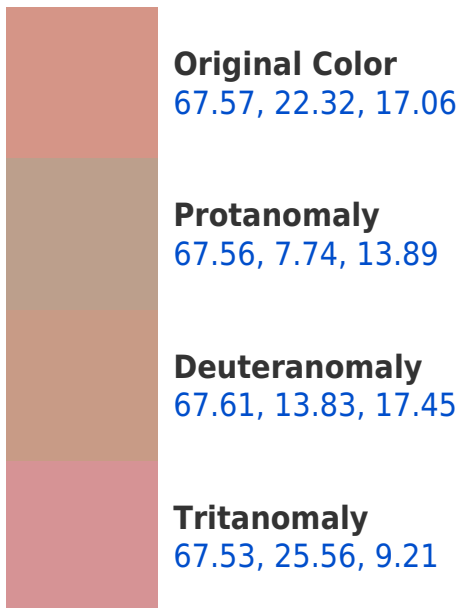 Original Color
67.57, 22.32, 17.06
Protanomaly
67.56, 7.74, 13.89
Deuteranomaly
67.61, 13.83, 17.45
Tritanomaly
67.53, 25.56, 9.21